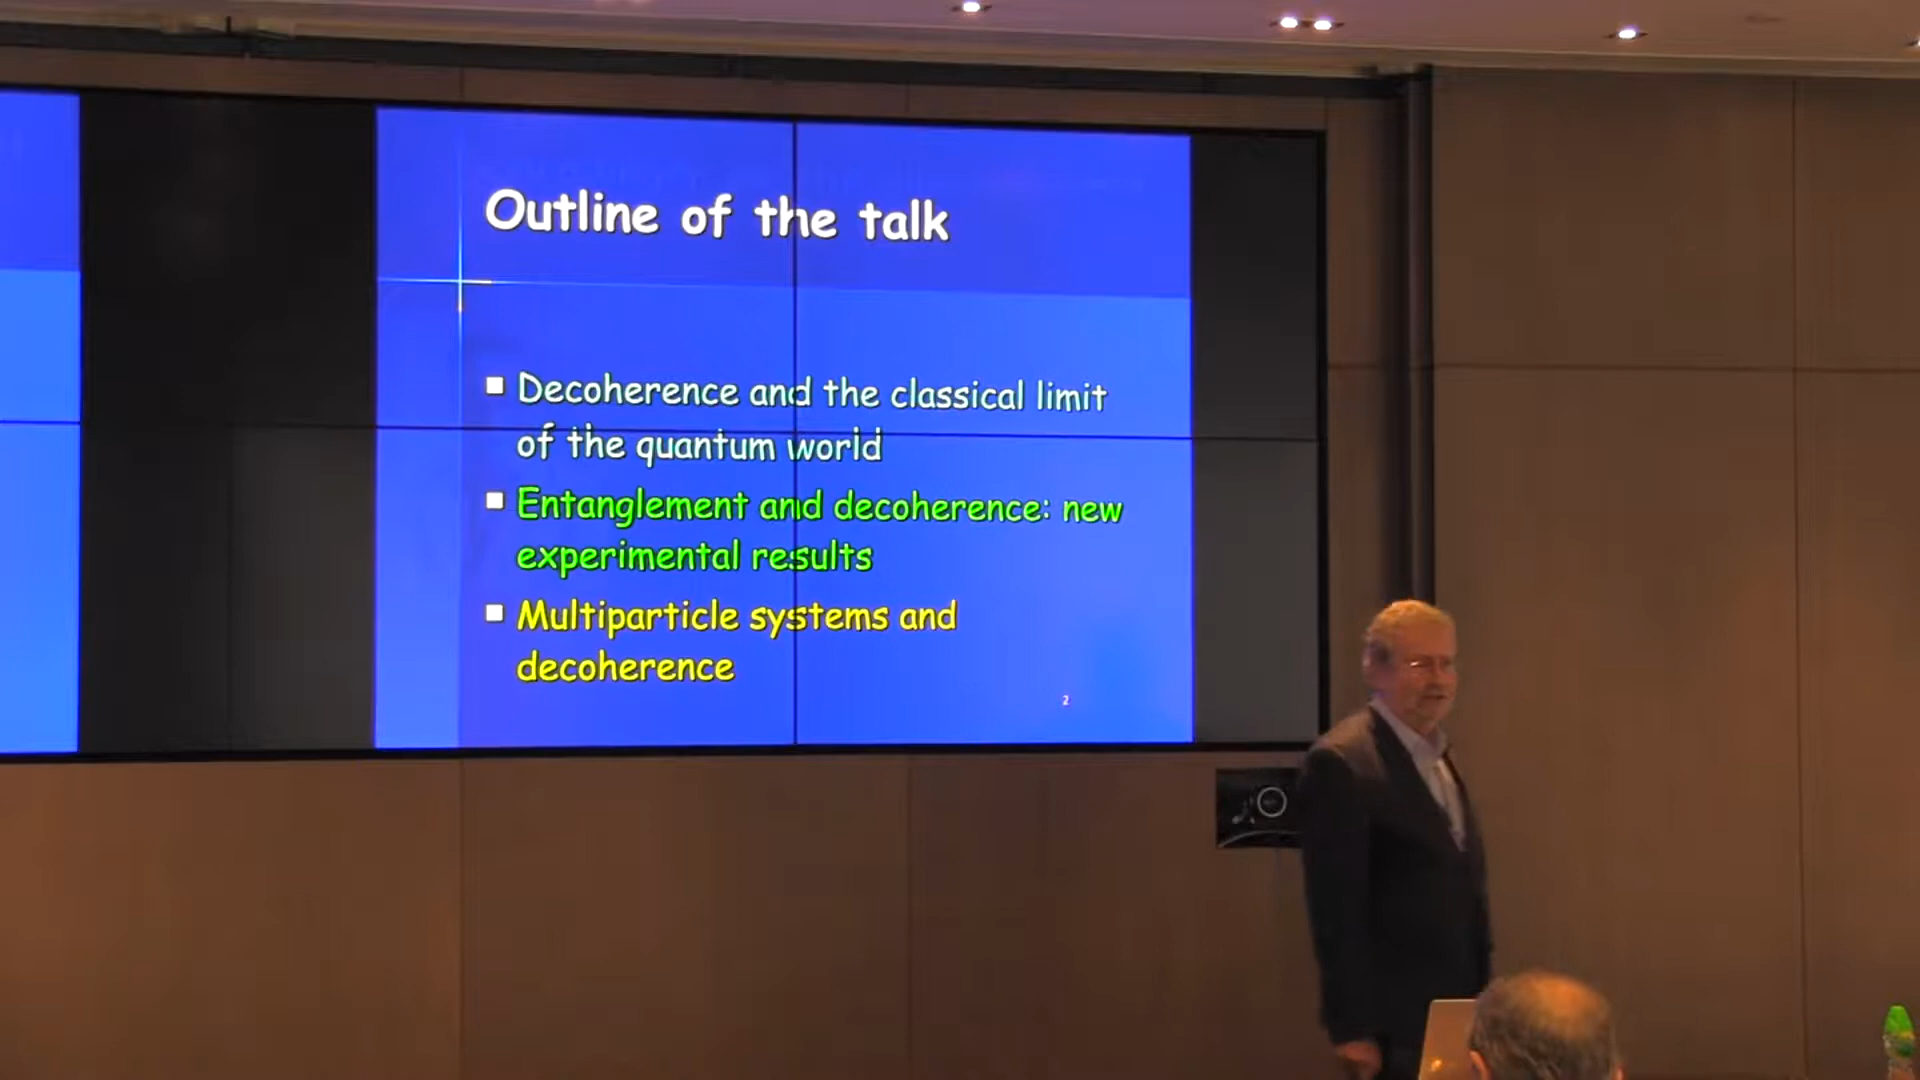 Outline of the talk
Decoherence and the classical limit
of the quantum world
Entanglement and decoherence: new
experimental results
Multiparticle systems and
decoherence
2